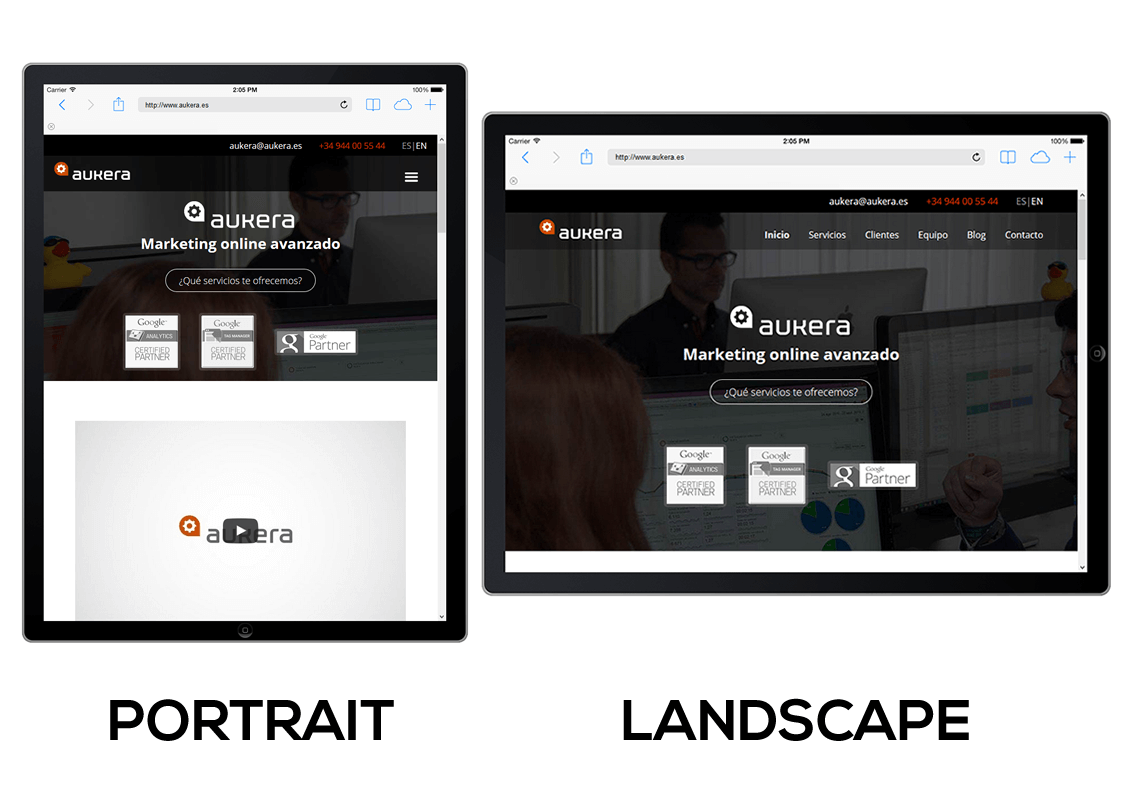 Carrier 2:05 PM 100%
http://www.aukera.es
aukera@aukera.es +34 944 00 55 44 ES|EN
aukera
aukera
Marketing online avanzado
¿Qué servicios te ofrecemos?
Google
ANALYTICS
CERTIFIED
PARTNER
Google
TAG MANAGER
CERTIFIED
PARTNER
Google
Partner
aukera
PORTRAIT
Carrier 2:05 PM 100%
http://www.aukera.es
aukera@aukera.es +34 944 00 55 44 ES|EN
aukera Inicio Servicios Clientes Equipo Blog Contacto
aukera
Marketing online avanzado
¿Qué servicios te ofrecemos?
Google
ANALYTICS
CERTIFIED
PARTNER
Google
TAG MANAGER
CERTIFIED
PARTNER
Google
Partner
LANDSCAPE